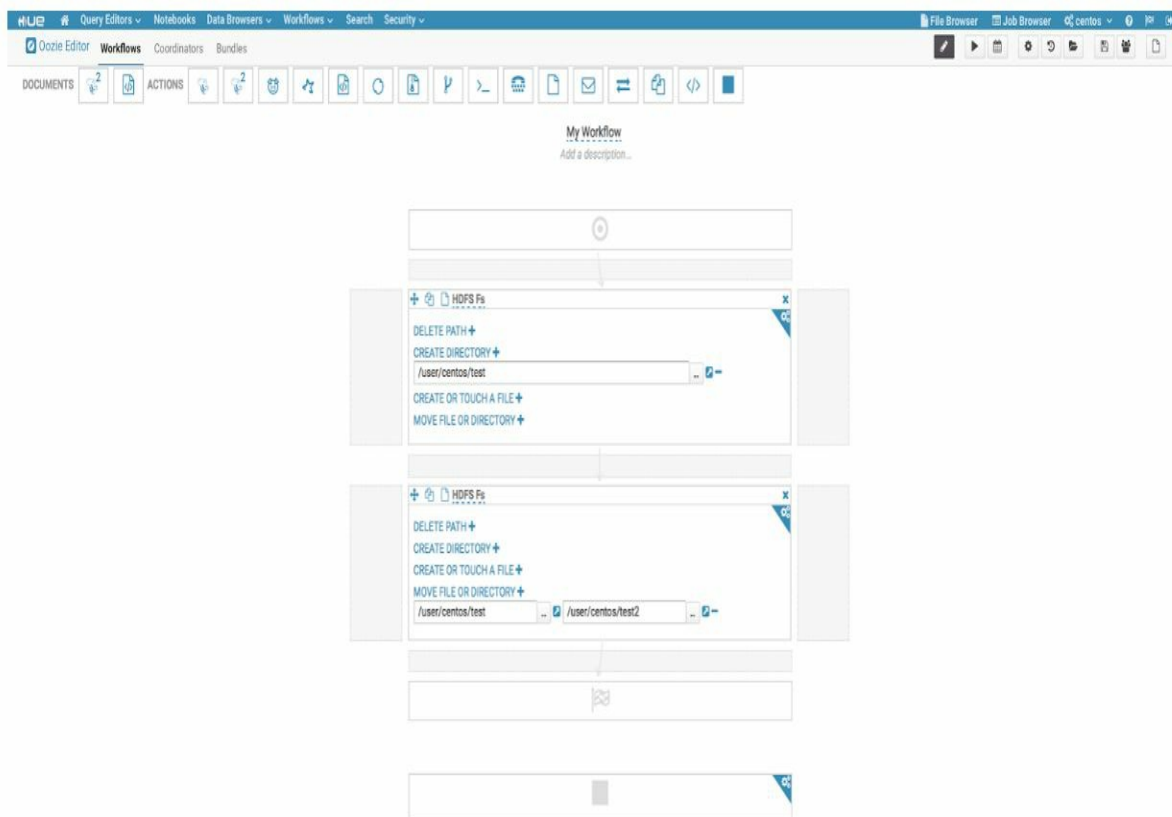 HUE Query Editors Notebooks Data Browsers Workflows Search Security File Browser Job Browser centos
Oozie Editor Workflows Coordinators Bundles
DOCUMENTS 2 ACTIONS 2
My Workflow
Add a description...
HDFS Fs
DELETE PATH +
CREATE DIRECTORY +
/user/centos/test ..
CREATE OR TOUCH A FILE +
MOVE FILE OR DIRECTORY +
HDFS Fs
DELETE PATH +
CREATE DIRECTORY +
CREATE OR TOUCH A FILE +
MOVE FILE OR DIRECTORY +
/user/centos/test .. /user/centos/test2 ..